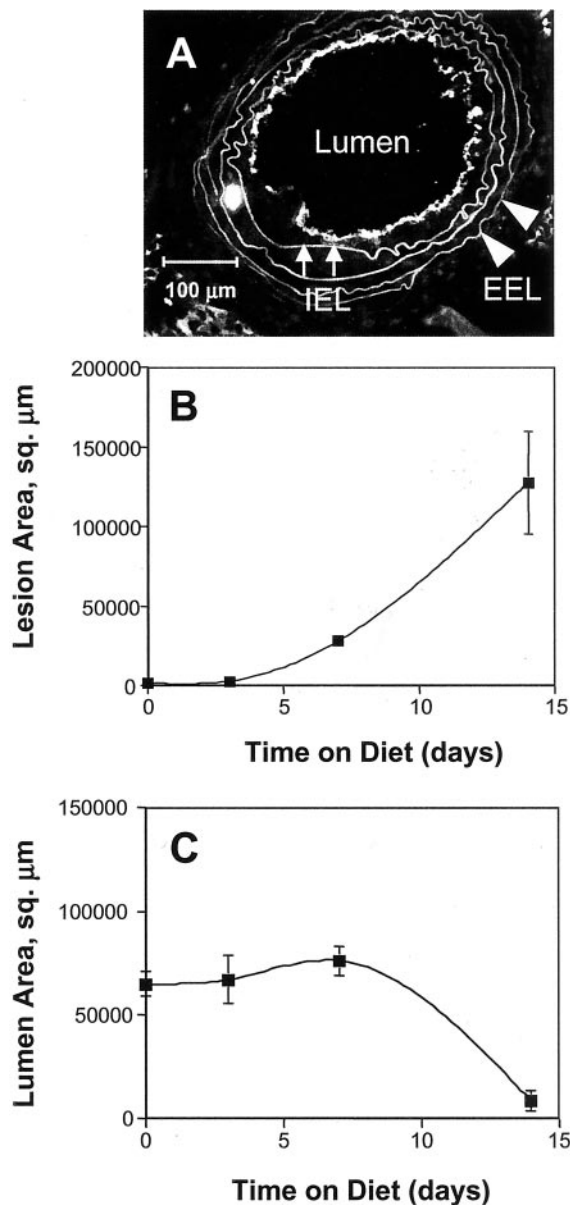 A
Lumen
100 μm
IEL
EEL
B
Lesion Area, sq. μm
200000
150000
100000
50000
0
0 5 10 15
Time on Diet (days)
C
Lumen Area, sq. μm
150000
100000
50000
0
0 5 10 15
Time on Diet (days)